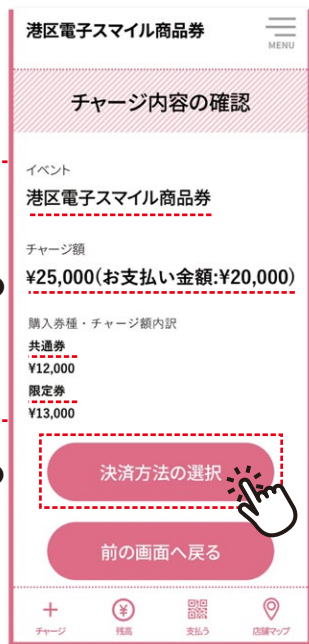 港区電子スマイル商品券
MENU
チャージ内容の確認
イベント
港区電子スマイル商品券
チャージ額
¥25,000(お支払い金額:¥20,000)
購入券種・チャージ額内訳
共通券
¥12,000
限定券
¥13,000
決済方法の選択
前の画面へ戻る
チャージ 残高 支払う 店舗マップ